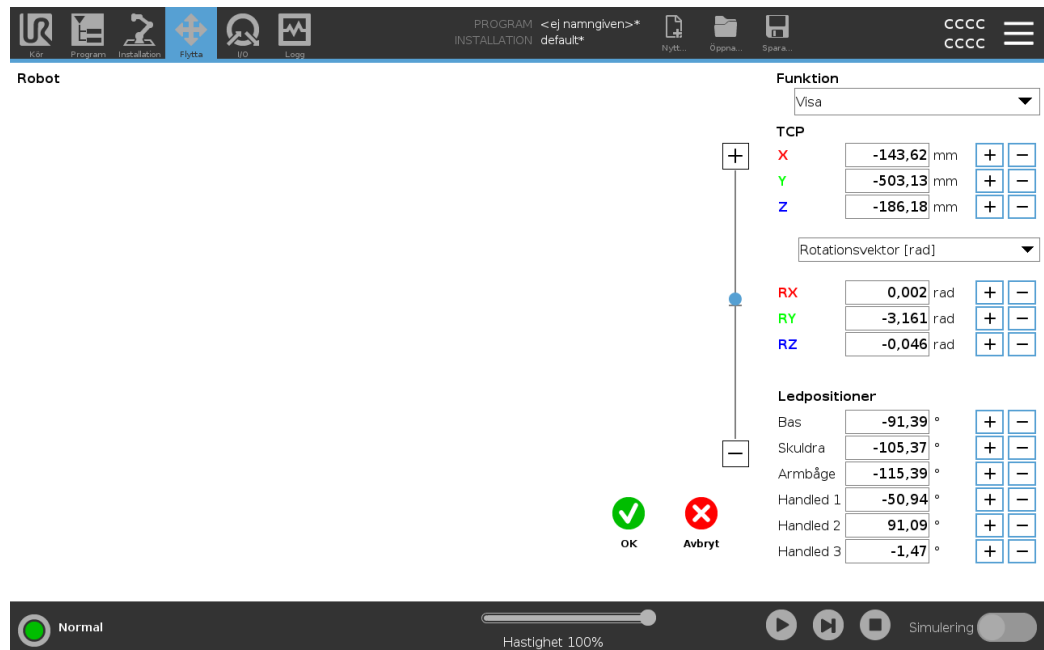 PROGRAM <ej namngiven>*
INSTALLATION default*
Kör Program Installation Flytta I/O Logg
Nytt... Öppna... Spara...
CCCC
CCCC
Robot
Funktion
Visa
TCP
X -143,62 mm + −
Y -503,13 mm + −
Z -186,18 mm + −
Rotationsvektor [rad]
RX 0,002 rad + −
RY -3,161 rad + −
RZ -0,046 rad + −
Ledpositioner
Bas -91,39 ° + −
Skuldra -105,37 ° + −
Armbåge -115,39 ° + −
Handled 1 -50,94 ° + −
Handled 2 91,09 ° + −
Handled 3 -1,47 ° + −
OK Avbryt
Normal
Hastighet 100%
Simulering